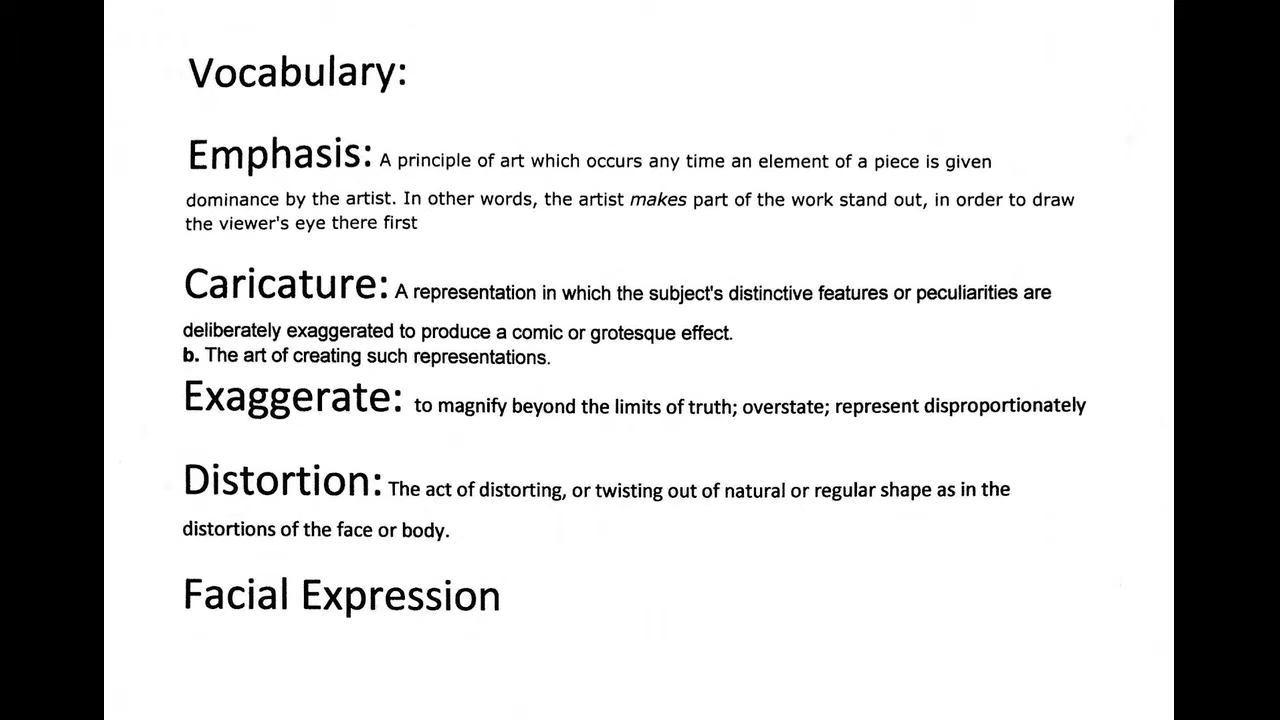 Vocabulary:
Emphasis: A principle of art which occurs any time an element of a piece is given
dominance by the artist. In other words, the artist makes part of the work stand out, in order to draw
the viewer's eye there first
Caricature: A representation in which the subject's distinctive features or peculiarities are
deliberately exaggerated to produce a comic or grotesque effect.
b. The art of creating such representations.
Exaggerate: to magnify beyond the limits of truth; overstate; represent disproportionately
Distortion: The act of distorting, or twisting out of natural or regular shape as in the
distortions of the face or body.
Facial Expression